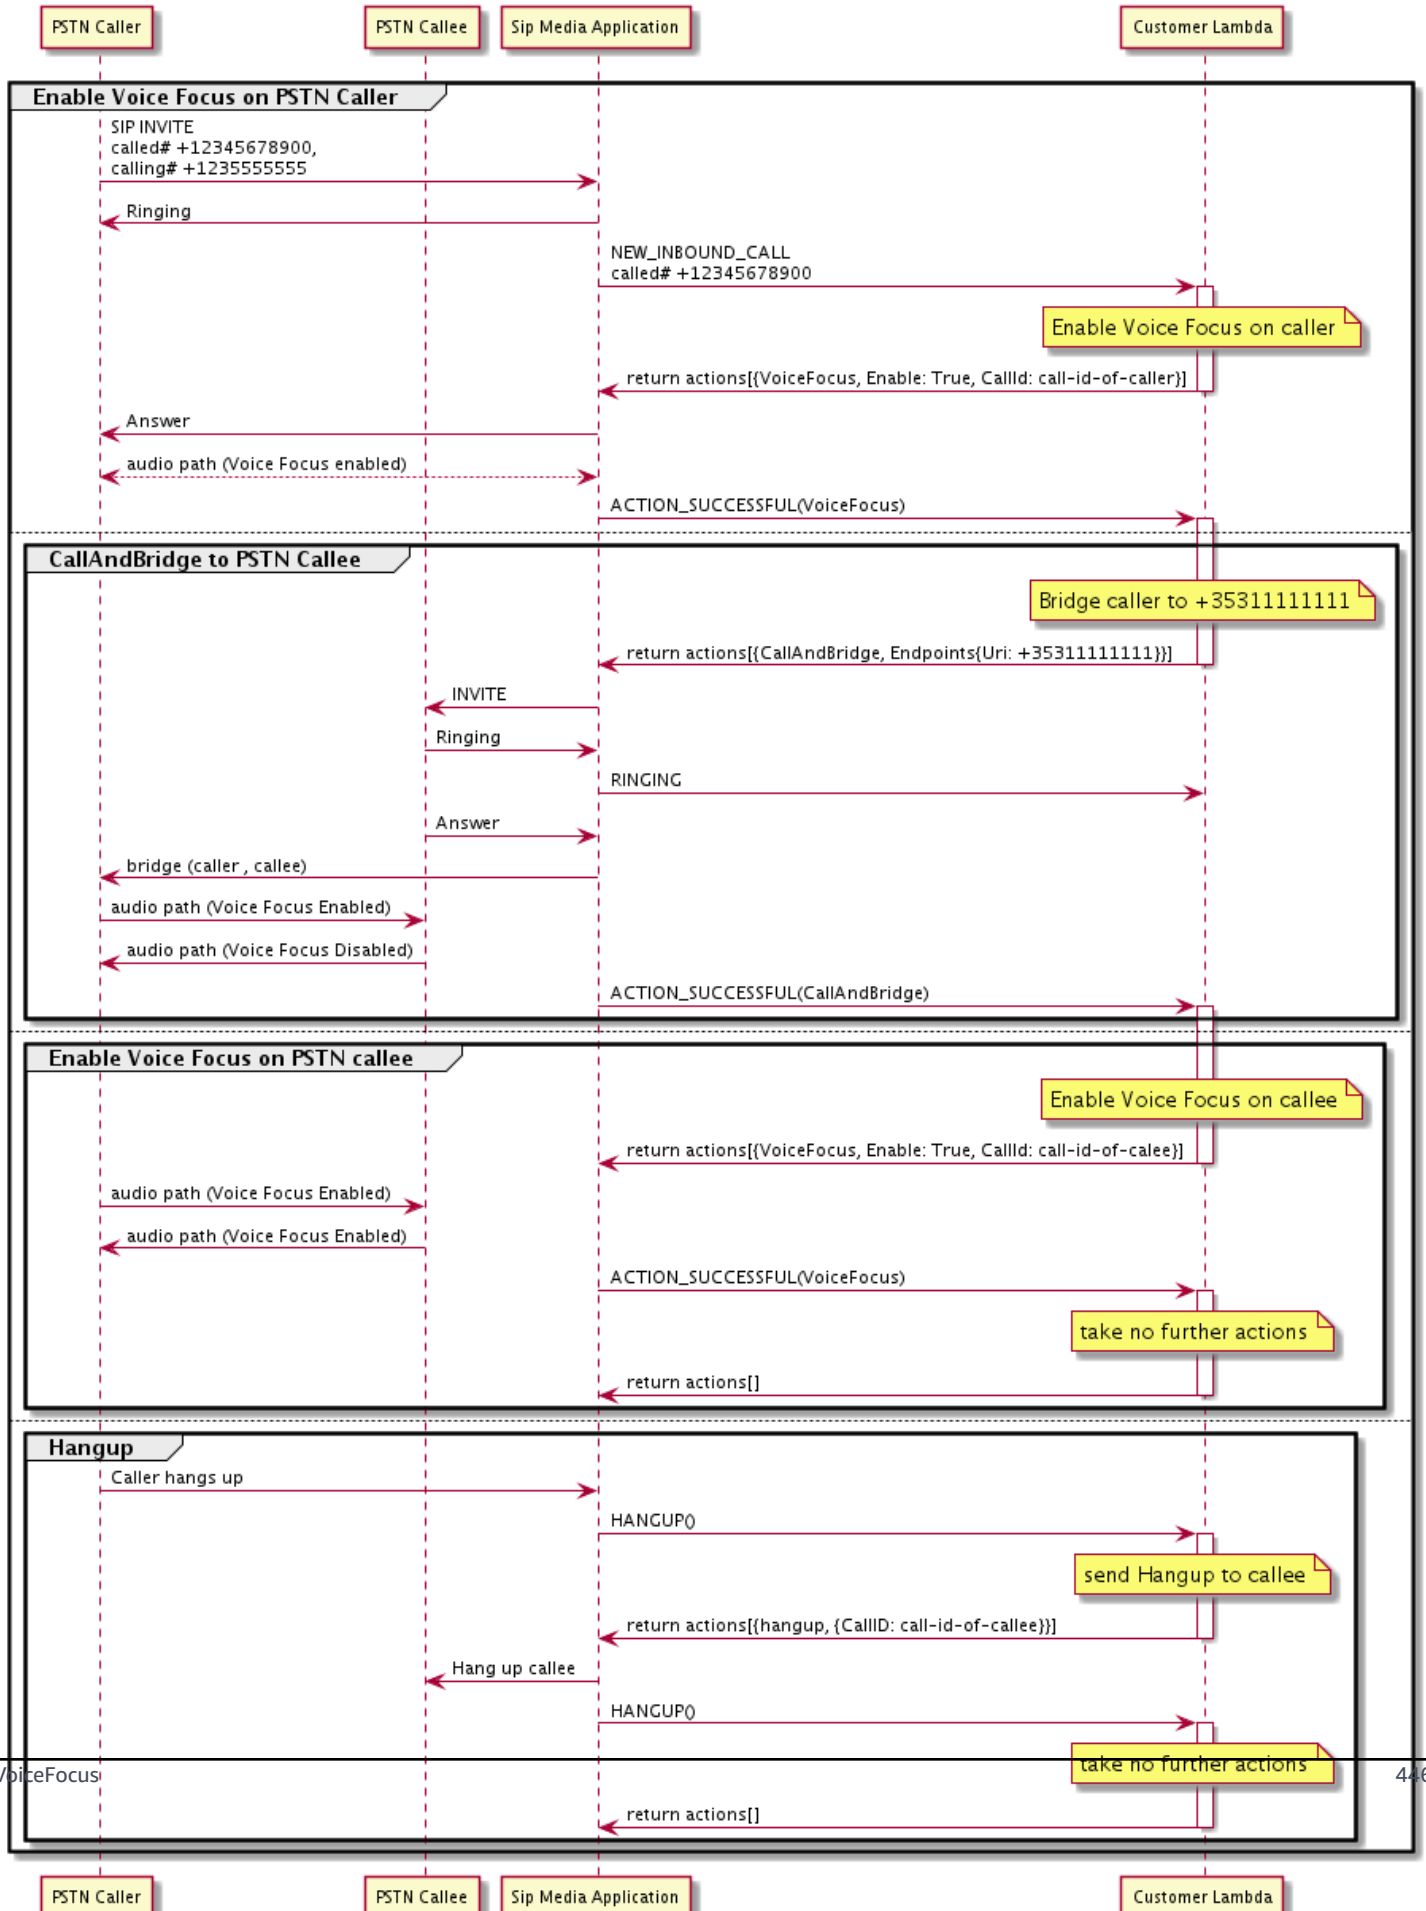 PSTN Caller
PSTN Callee
Sip Media Application
Customer Lambda
Enable Voice Focus on PSTN Caller
SIP INVITE
called# +12345678900,
calling# +1235555555
Ringing
NEW_INBOUND_CALL
called# +12345678900
Enable Voice Focus on caller
return actions[{VoiceFocus, Enable: True, CallId: call-id-of-caller}]
Answer
audio path (Voice Focus enabled)
ACTION_SUCCESSFUL(VoiceFocus)
CallAndBridge to PSTN Callee
Bridge caller to +35311111111
return actions[{CallAndBridge, Endpoints{Uri: +35311111111}}]
INVITE
Ringing
RINGING
Answer
bridge (caller , callee)
audio path (Voice Focus Enabled)
audio path (Voice Focus Disabled)
ACTION_SUCCESSFUL(CallAndBridge)
Enable Voice Focus on PSTN callee
Enable Voice Focus on callee
return actions[{VoiceFocus, Enable: True, CallId: call-id-of-calee}]
audio path (Voice Focus Enabled)
audio path (Voice Focus Enabled)
ACTION_SUCCESSFUL(VoiceFocus)
take no further actions
return actions[]
Hangup
Caller hangs up
HANGUP()
send Hangup to callee
return actions[{hangup, {CallID: call-id-of-callee}}]
Hang up callee
HANGUP()
take no further actions
VoiceFocus
446
return actions[]
PSTN Caller
PSTN Callee
Sip Media Application
Customer Lambda